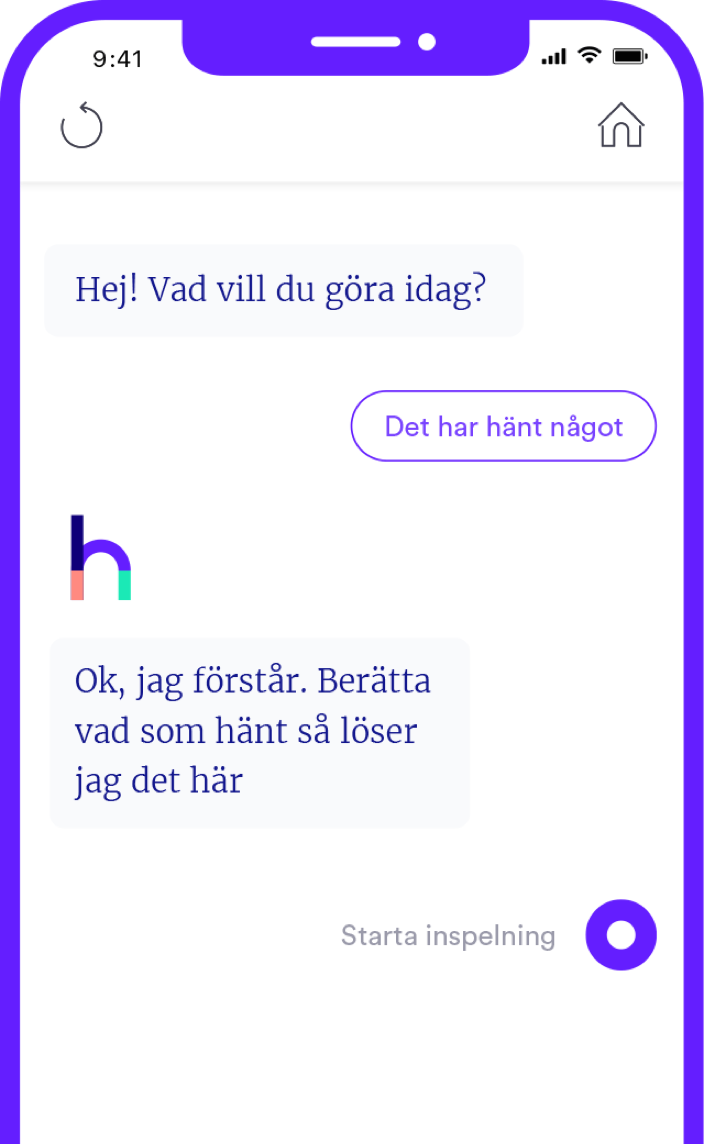 9:41
Hej! Vad vill du göra idag?
Det har hänt något
h
Ok, jag förstår. Berätta
vad som hänt så löser
jag det här
Starta inspelning